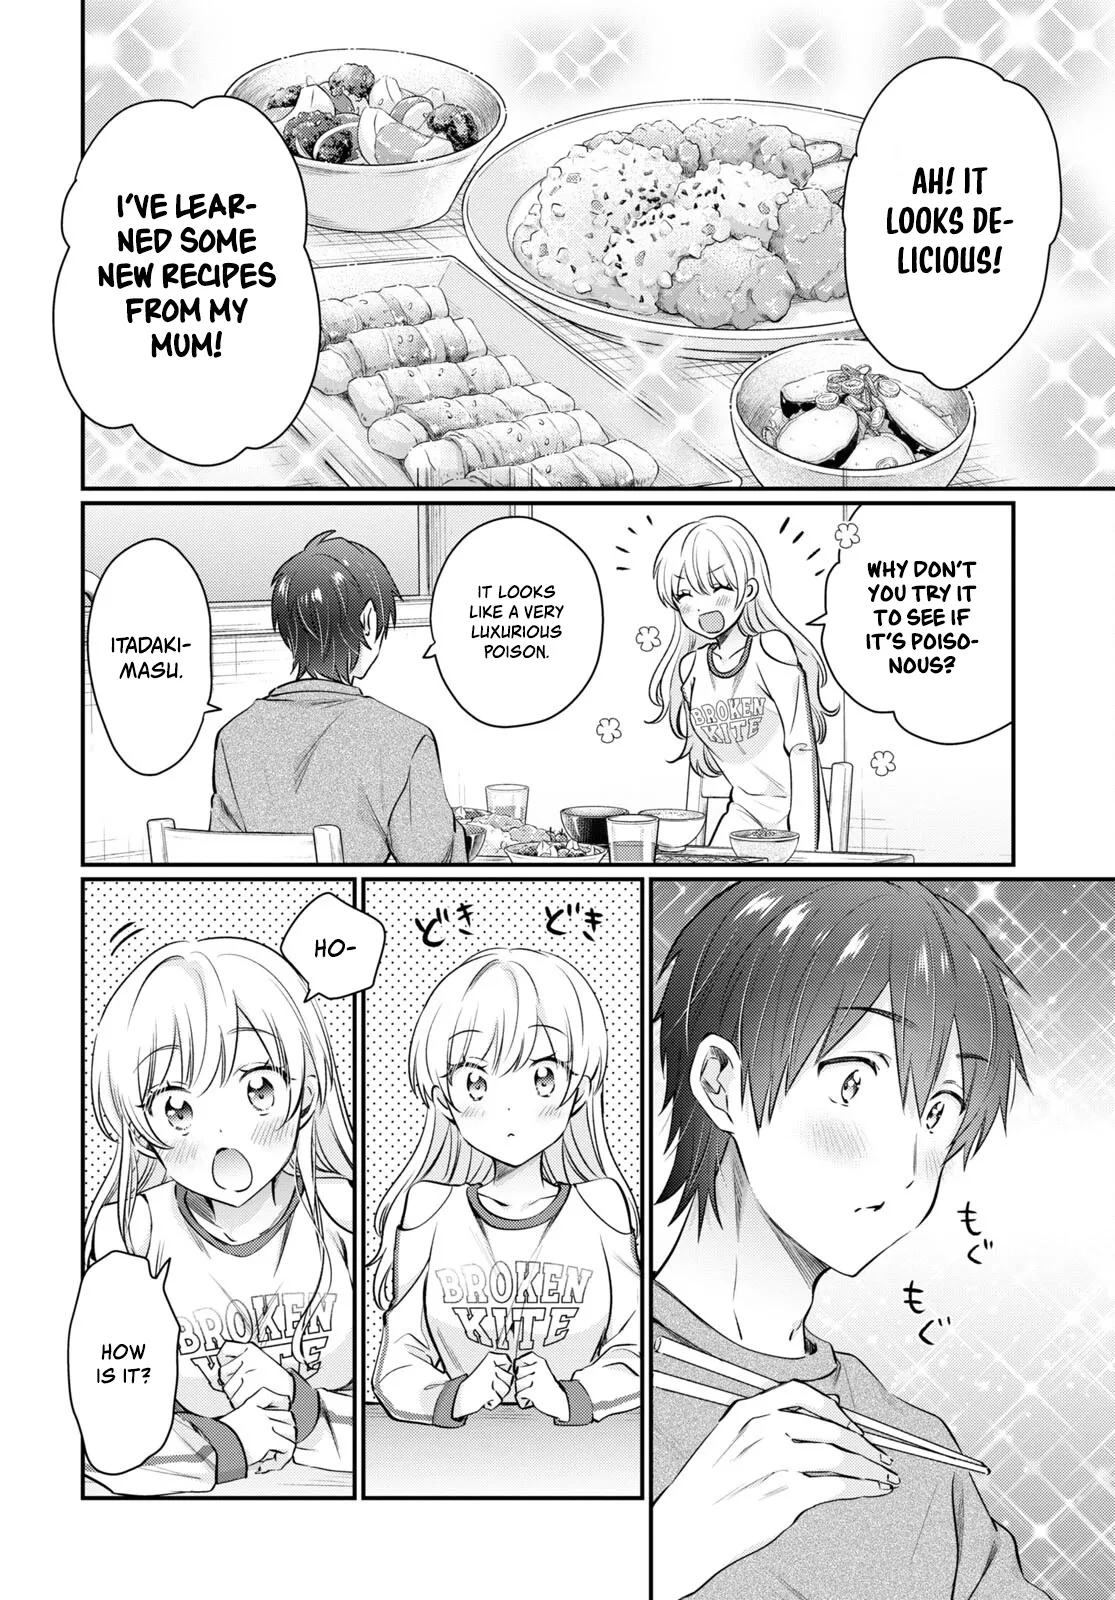 AH! IT
LOOKS DE-
LICIOUS!
I'VE LEAR-
NED SOME
NEW RECIPES
FROM MY
MUM!
WHY DON'T
YOU TRY IT
TO SEE IF
IT'S POISO-
NOUS?
BROKEN
KITE
IT LOOKS
LIKE A VERY
LUXURIOUS
POISON.
ITADAKI-
MASU.
もぐ
もぐ
どき
どき
BROKEN
KITE
HO-
HOW
IS IT?
BROKEN
KITE